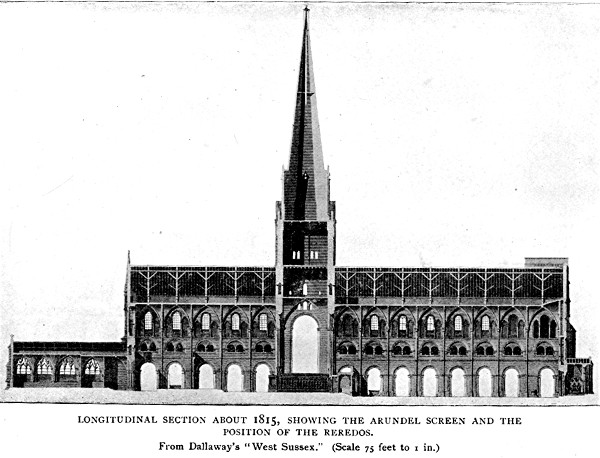 LONGITUDINAL SECTION ABOUT 1815, SHOWING THE ARUNDEL SCREEN AND THE
POSITION OF THE REREDOS.
From Dallaway's "West Sussex." (Scale 75 feet to 1 in.)